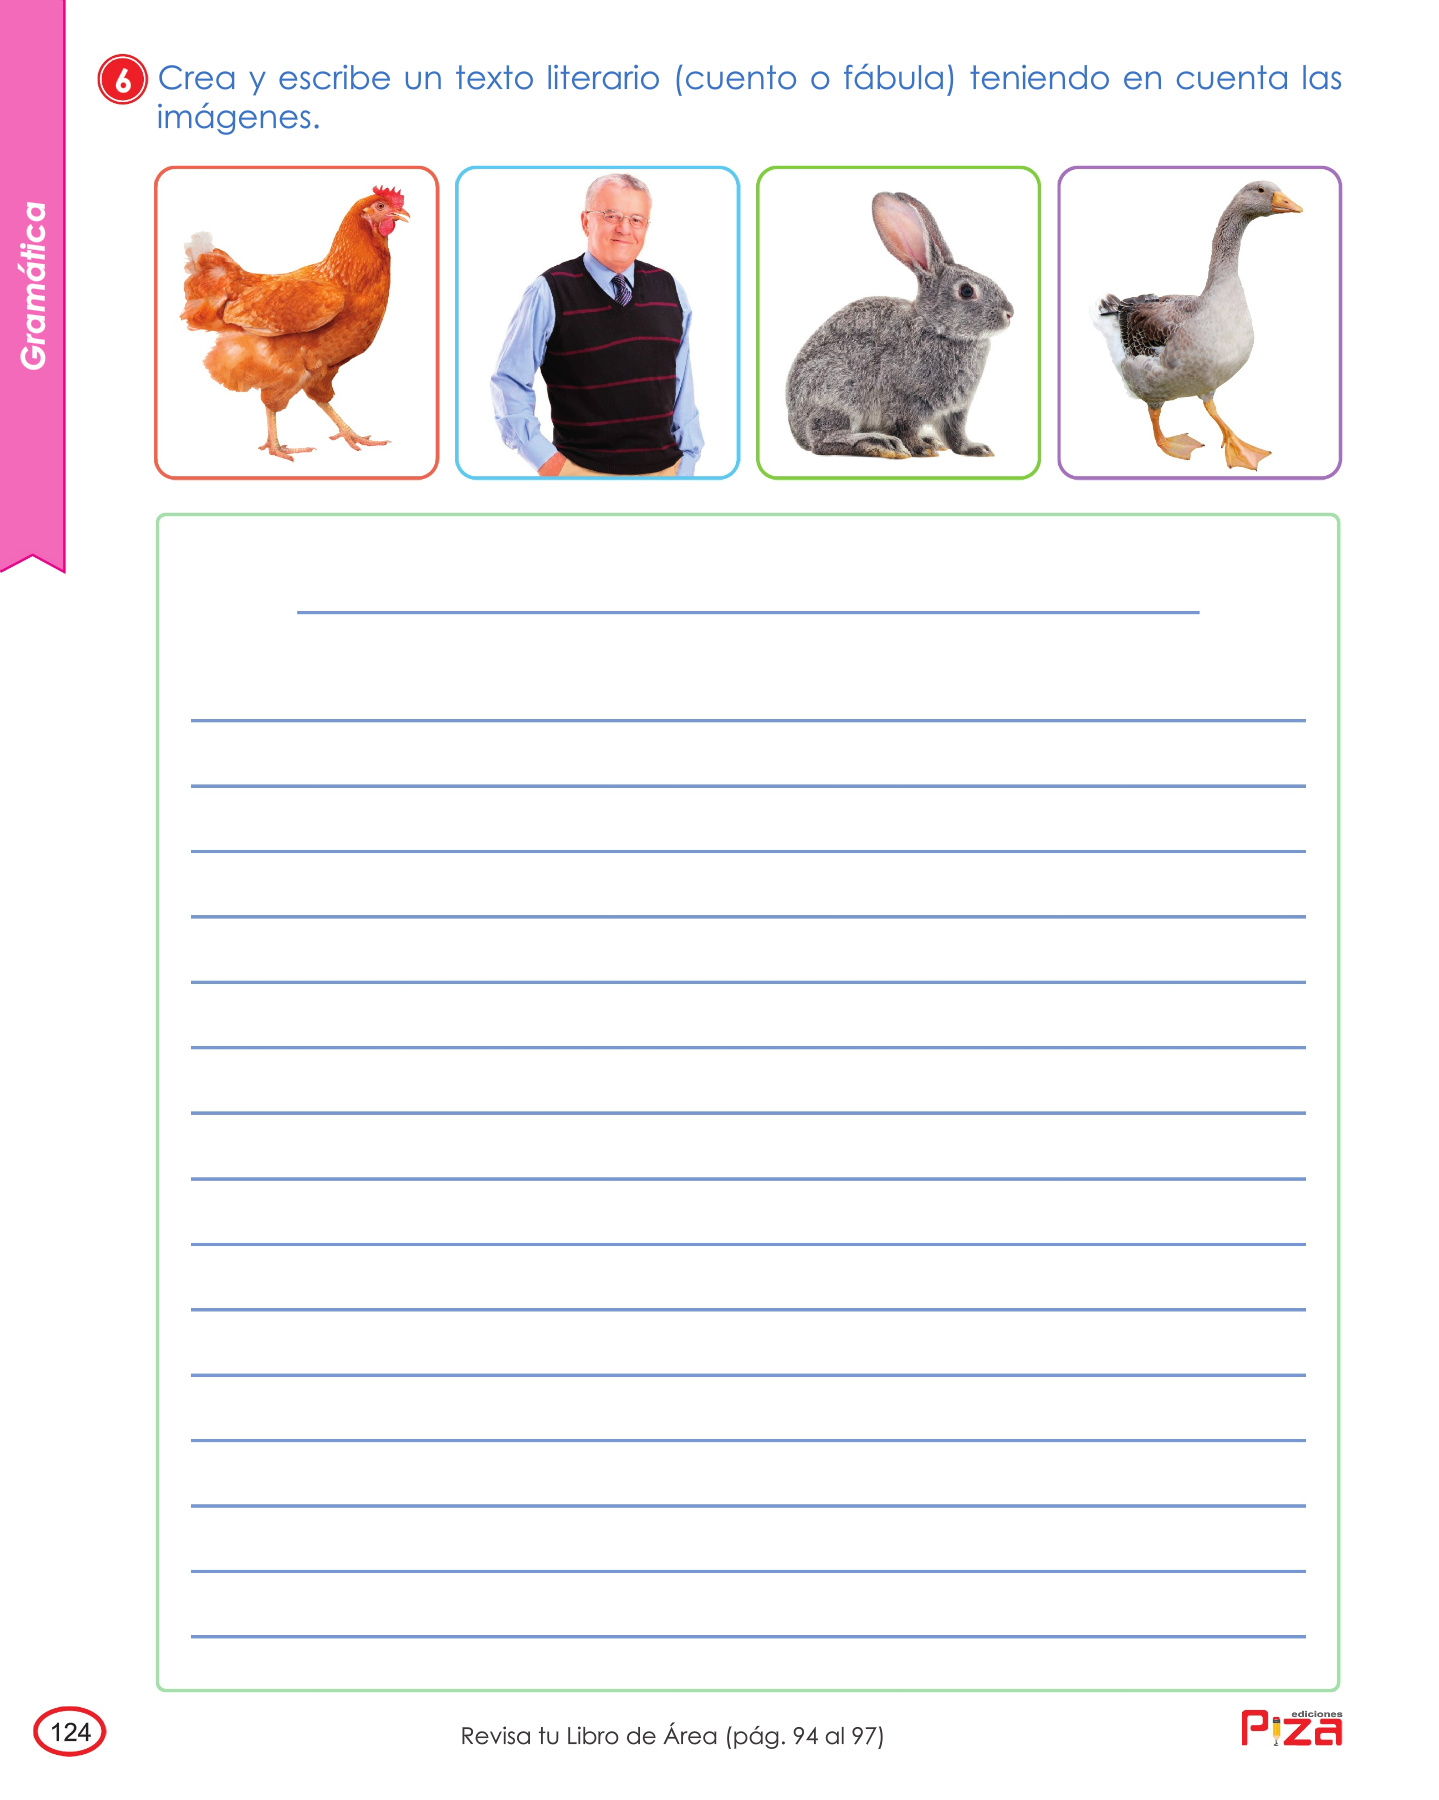 Gramática
6 Crea y escribe un texto literario (cuento o fábula) teniendo en cuenta las
imágenes.
124
Revisa tu Libro de Área (pág. 94 al 97)
ediciones
Piza